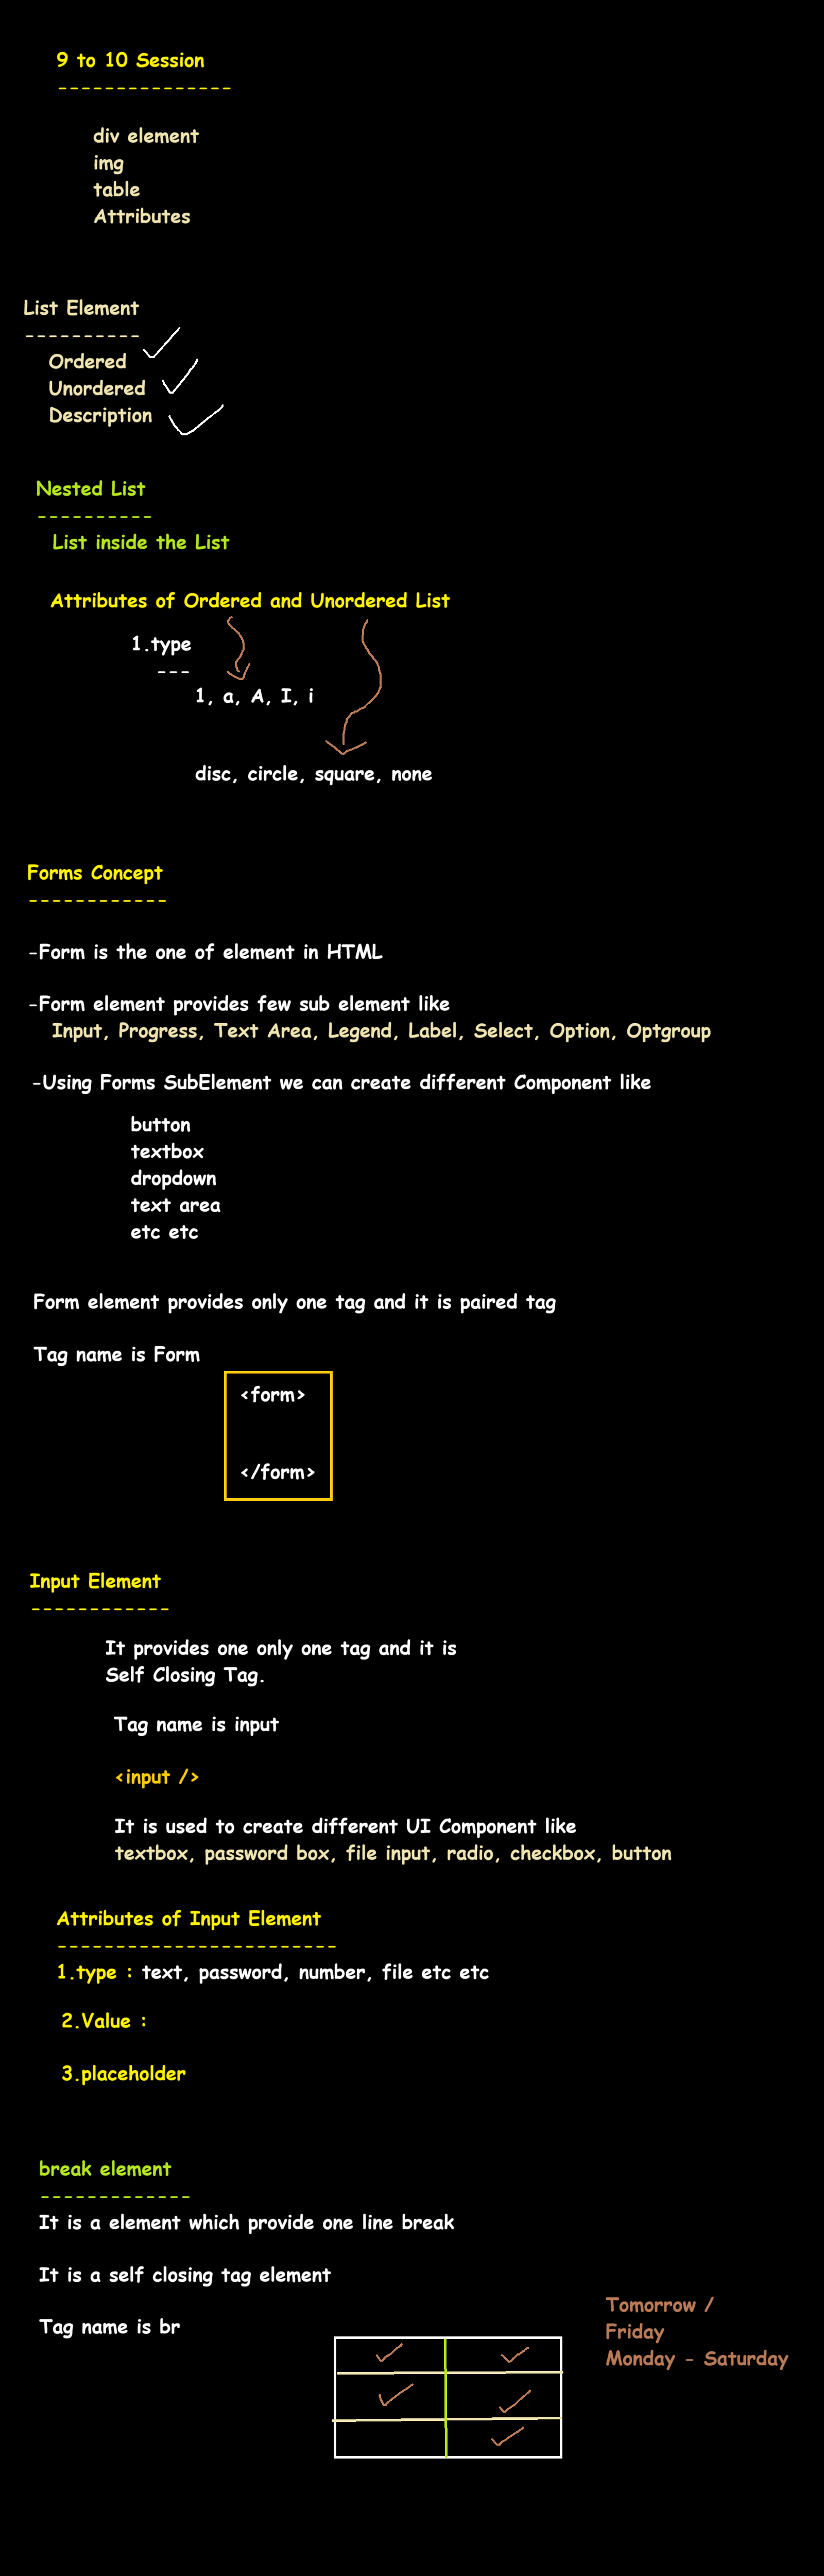 9 to 10 Session
---------------
div element
img
table
Attributes
List Element
----------
Ordered
Unordered
Description
Nested List
----------
List inside the List
Attributes of Ordered and Unordered List
1.type
---
1, a, A, I, i
disc, circle, square, none
Forms Concept
------------
-Form is the one of element in HTML
-Form element provides few sub element like
Input, Progress, Text Area, Legend, Label, Select, Option, Optgroup
-Using Forms SubElement we can create different Component like
button
textbox
dropdown
text area
etc etc
Form element provides only one tag and it is paired tag
Tag name is Form
<form>
</form>
Input Element
------------
It provides one only one tag and it is
Self Closing Tag.
Tag name is input
<input />
It is used to create different UI Component like
textbox, password box, file input, radio, checkbox, button
Attributes of Input Element
------------------------
1.type : text, password, number, file etc etc
2.Value :
3.placeholder
break element
-------------
It is a element which provide one line break
It is a self closing tag element
Tag name is br
Tomorrow /
Friday
Monday - Saturday